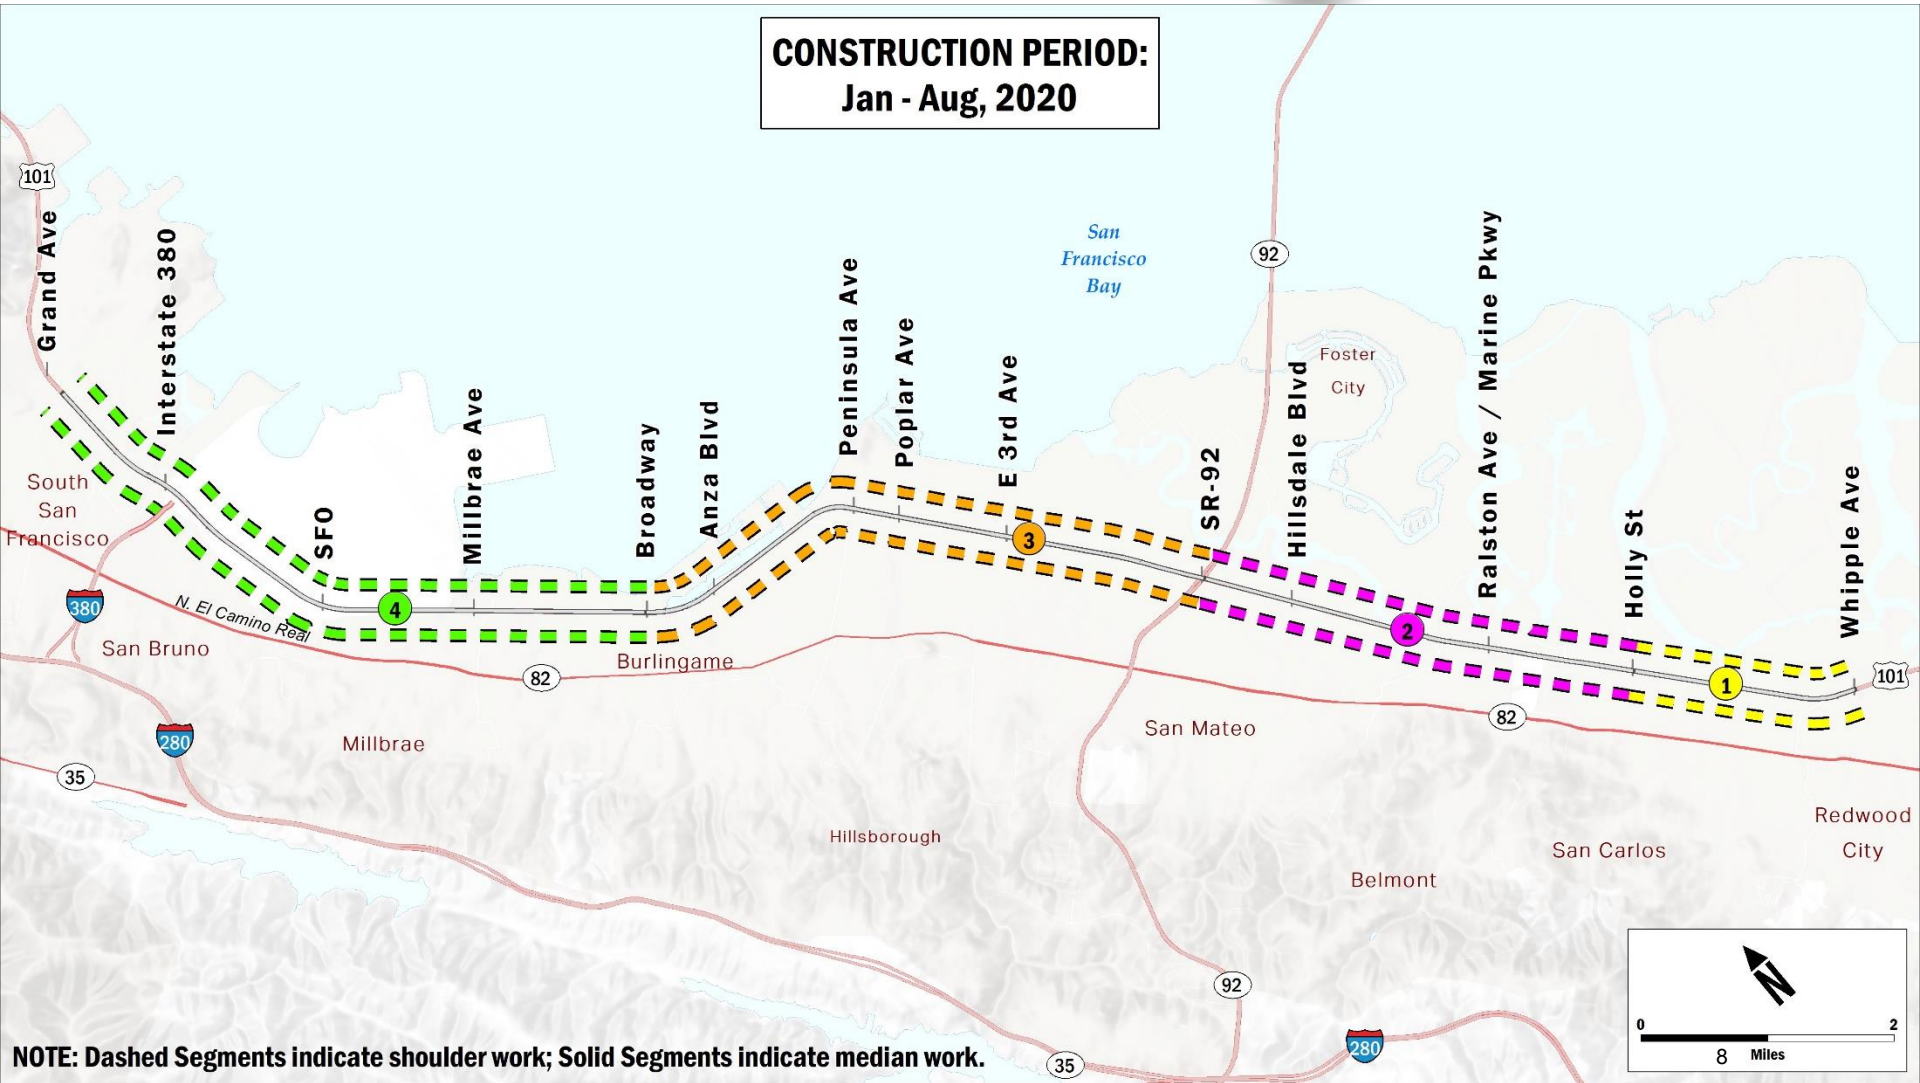 CONSTRUCTION PERIOD:
Jan - Aug, 2020
101
Grand Ave
Interstate 380
SFO
Millbrae Ave
Broadway
Anza Blvd
Peninsula Ave
Poplar Ave
E 3rd Ave
SR-92
Hillsdale Blvd
Ralston Ave / Marine Pkwy
Holly St
Whipple Ave
San
Francisco
Bay
92
Foster
City
South
San
Francisco
380
N. El Camino Real
San Bruno
4
3
2
1
101
Burlingame
82
82
280
Millbrae
San Mateo
35
Hillsborough
Belmont
San Carlos
Redwood
City
92
280
35
N
0
2
8
Miles
NOTE: Dashed Segments indicate shoulder work; Solid Segments indicate median work.